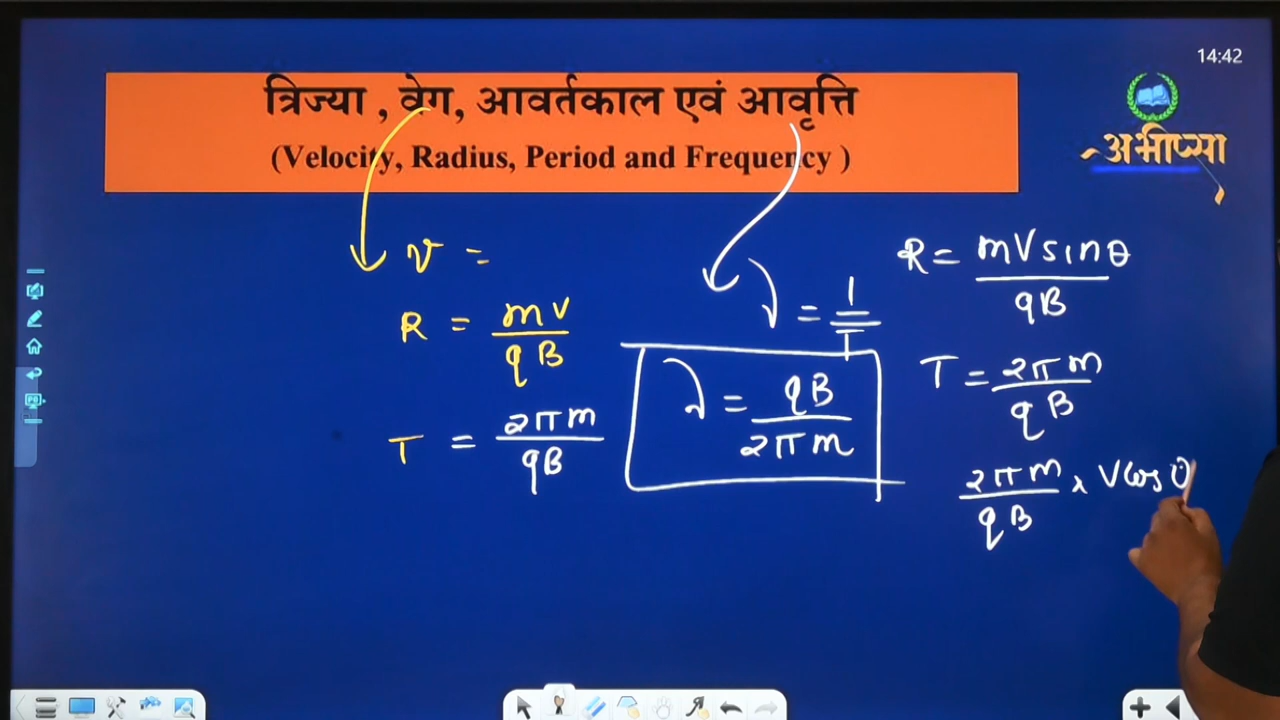 14:42
त्रिज्या , वेग, आवर्तकाल एवं आवृत्ति
(Velocity, Radius, Period and Frequency )
अभीप्सा
v =
R = mv / qB
T = 2πm / qB
ν = 1 / T
ν = qB / 2πm
R = mVsinθ / qB
T = 2πm / qB
2πm / qB × Vcosθ